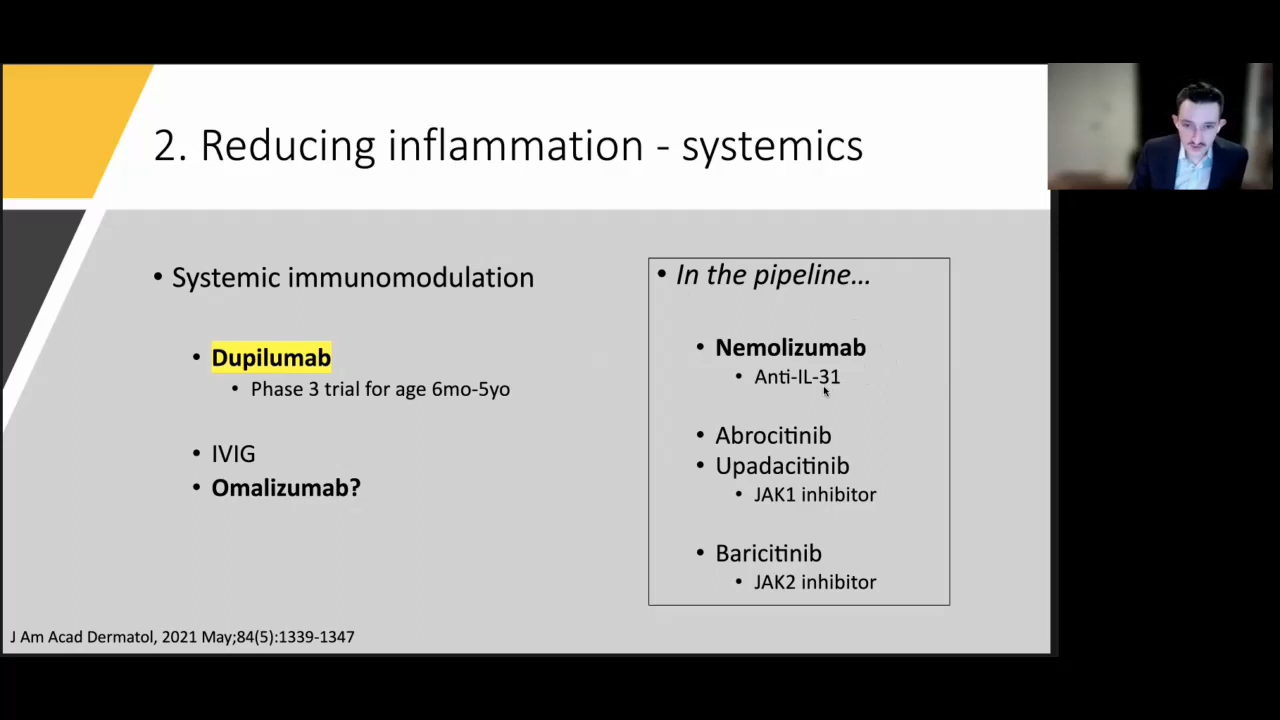 2. Reducing inflammation - systemics
• Systemic immunomodulation
• Dupilumab
• Phase 3 trial for age 6mo-5yo
• IVIG
• Omalizumab?
• In the pipeline...
• Nemolizumab
• Anti-IL-31
• Abrocitinib
• Upadacitinib
• JAK1 inhibitor
• Baricitinib
• JAK2 inhibitor
J Am Acad Dermatol, 2021 May;84(5):1339-1347